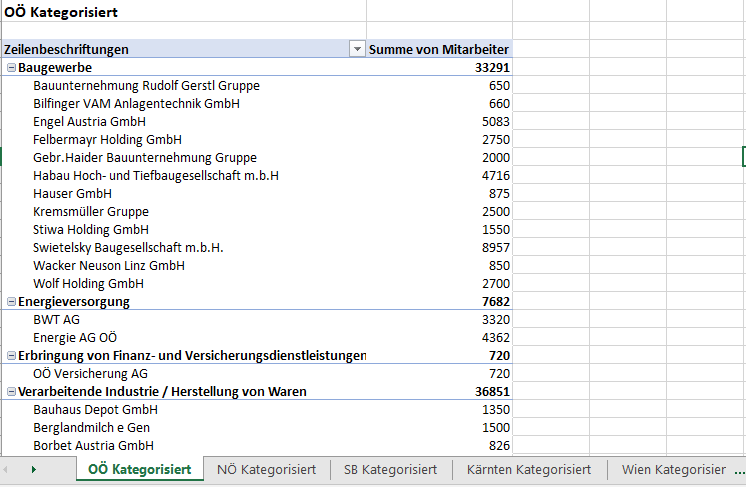 OÖ Kategorisiert
Zeilenbeschriftungen Summe von Mitarbeiter
Baugewerbe 33291
Bauunternehmung Rudolf Gerstl Gruppe 650
Bilfinger VAM Anlagentechnik GmbH 660
Engel Austria GmbH 5083
Felbermayr Holding GmbH 2750
Gebr.Haider Bauunternehmung Gruppe 2000
Habau Hoch- und Tiefbaugesellschaft m.b.H 4716
Hauser GmbH 875
Kremsmüller Gruppe 2500
Stiwa Holding GmbH 1550
Swietelsky Baugesellschaft m.b.H. 8957
Wacker Neuson Linz GmbH 850
Wolf Holding GmbH 2700
Energieversorgung 7682
BWT AG 3320
Energie AG OÖ 4362
Erbringung von Finanz- und Versicherungsdienstleistungen 720
OÖ Versicherung AG 720
Verarbeitende Industrie / Herstellung von Waren 36851
Bauhaus Depot GmbH 1350
Berglandmilch e Gen 1500
Borbet Austria GmbH 826
OÖ Kategorisiert NÖ Kategorisiert SB Kategorisiert Kärnten Kategorisiert Wien Kategorisier ...